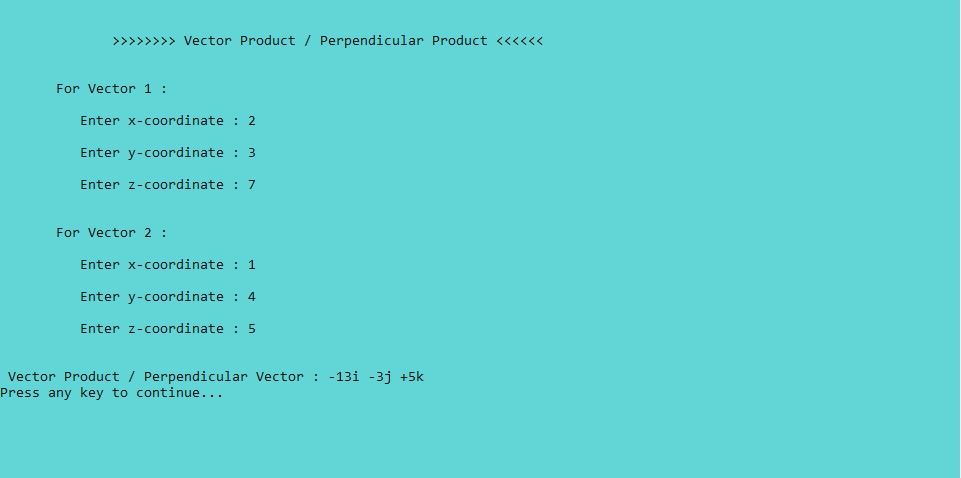 >>>>>>>> Vector Product / Perpendicular Product <<<<<<
For Vector 1 :
Enter x-coordinate : 2
Enter y-coordinate : 3
Enter z-coordinate : 7
For Vector 2 :
Enter x-coordinate : 1
Enter y-coordinate : 4
Enter z-coordinate : 5
Vector Product / Perpendicular Vector : -13i -3j +5k
Press any key to continue...